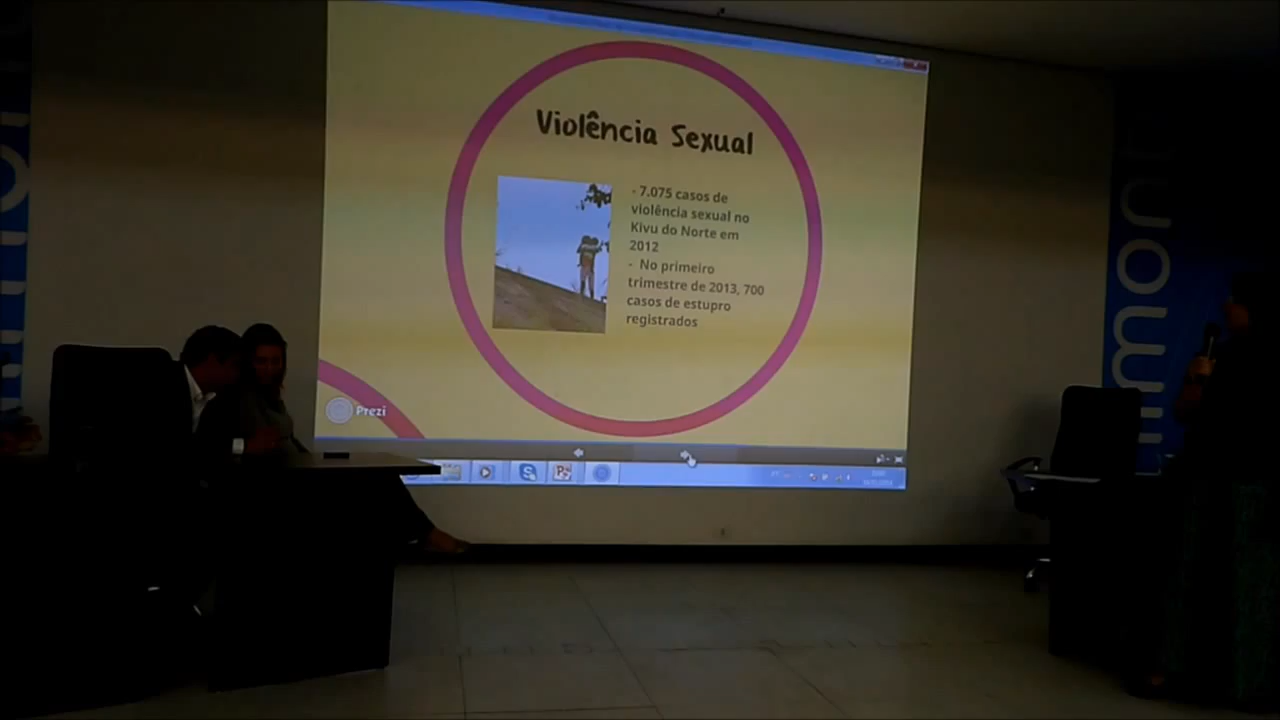 Violência Sexual
- 7.075 casos de
violência sexual no
Kivu do Norte em
2012
- No primeiro
trimestre de 2013, 700
casos de estupro
registrados
Prezi